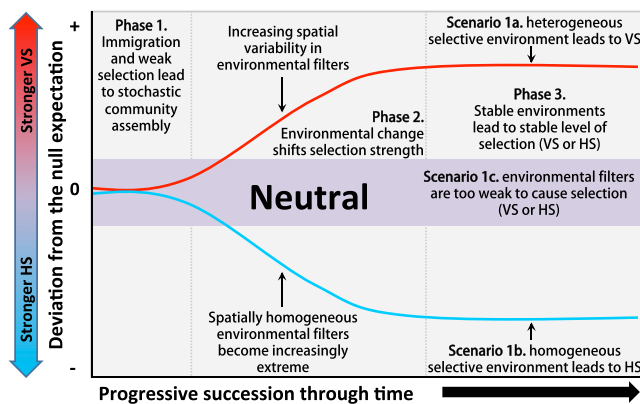 +
0
-
Stronger VS
Stronger HS
Deviation from the null expectation
Phase 1.
Immigration
and weak
selection lead
to stochastic
community
assembly
Increasing spatial
variability in
environmental filters
Scenario 1a. heterogeneous
selective environment leads to VS
Phase 2.
Environmental change
shifts selection strength
Phase 3.
Stable environments
lead to stable level of
selection (VS or HS)
Neutral
Scenario 1c. environmental filters
are too weak to cause selection
(VS or HS)
Spatially homogeneous
environmental filters
become increasingly
extreme
Scenario 1b. homogeneous
selective environment leads to HS
Progressive succession through time